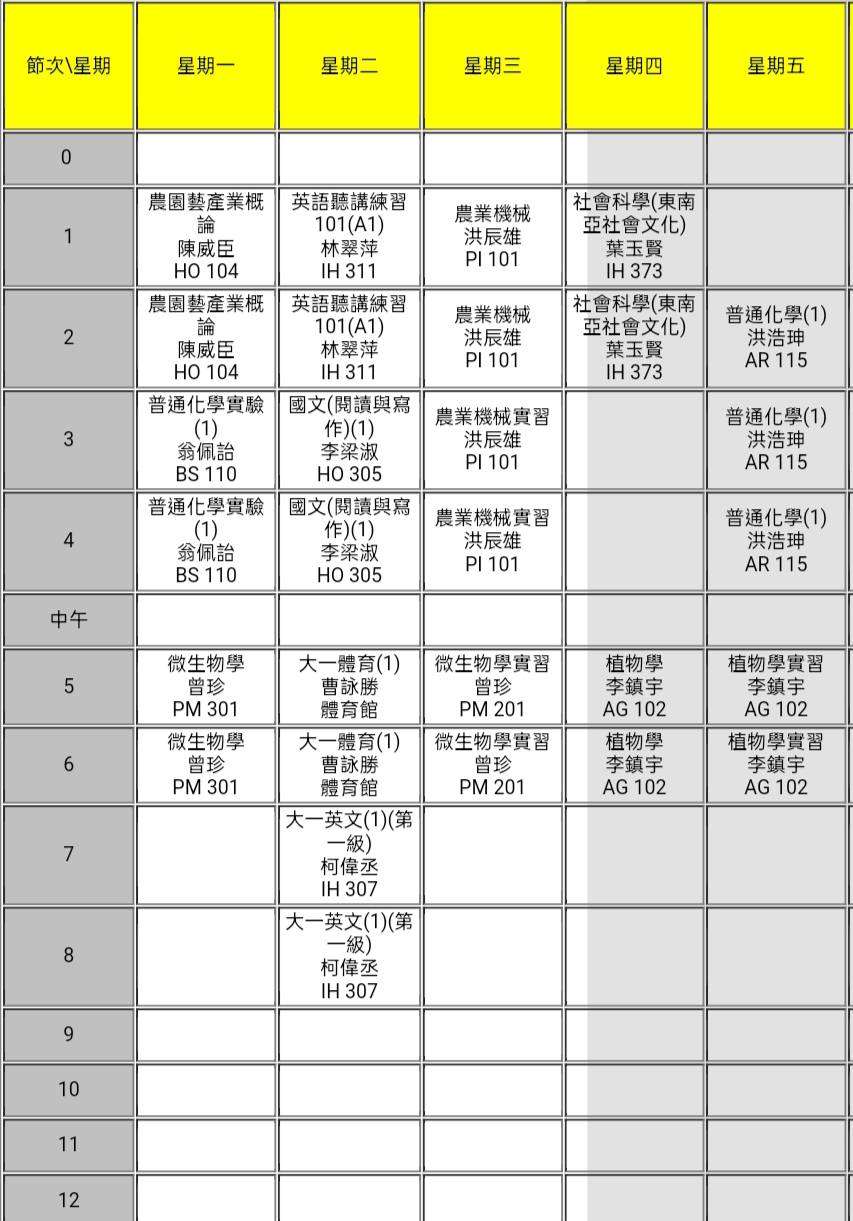 節次\星期
星期一
星期二
星期三
星期四
星期五
0
1
農園藝產業概
論
陳威臣
HO 104
英語聽講練習
101(A1)
林翠萍
IH 311
農業機械
洪辰雄
PI 101
社會科學(東南
亞社會文化)
葉玉賢
IH 373
2
農園藝產業概
論
陳威臣
HO 104
英語聽講練習
101(A1)
林翠萍
IH 311
農業機械
洪辰雄
PI 101
社會科學(東南
亞社會文化)
葉玉賢
IH 373
普通化學(1)
洪浩珅
AR 115
3
普通化學實驗
(1)
翁佩詒
BS 110
國文(閱讀與寫
作)(1)
李梁淑
HO 305
農業機械實習
洪辰雄
PI 101
普通化學(1)
洪浩珅
AR 115
4
普通化學實驗
(1)
翁佩詒
BS 110
國文(閱讀與寫
作)(1)
李梁淑
HO 305
農業機械實習
洪辰雄
PI 101
普通化學(1)
洪浩珅
AR 115
中午
5
微生物學
曾珍
PM 301
大一體育(1)
曹詠勝
體育館
微生物學實習
曾珍
PM 201
植物學
李鎮宇
AG 102
植物學實習
李鎮宇
AG 102
6
微生物學
曾珍
PM 301
大一體育(1)
曹詠勝
體育館
微生物學實習
曾珍
PM 201
植物學
李鎮宇
AG 102
植物學實習
李鎮宇
AG 102
7
大一英文(1)(第
一級)
柯偉丞
IH 307
8
大一英文(1)(第
一級)
柯偉丞
IH 307
9
10
11
12